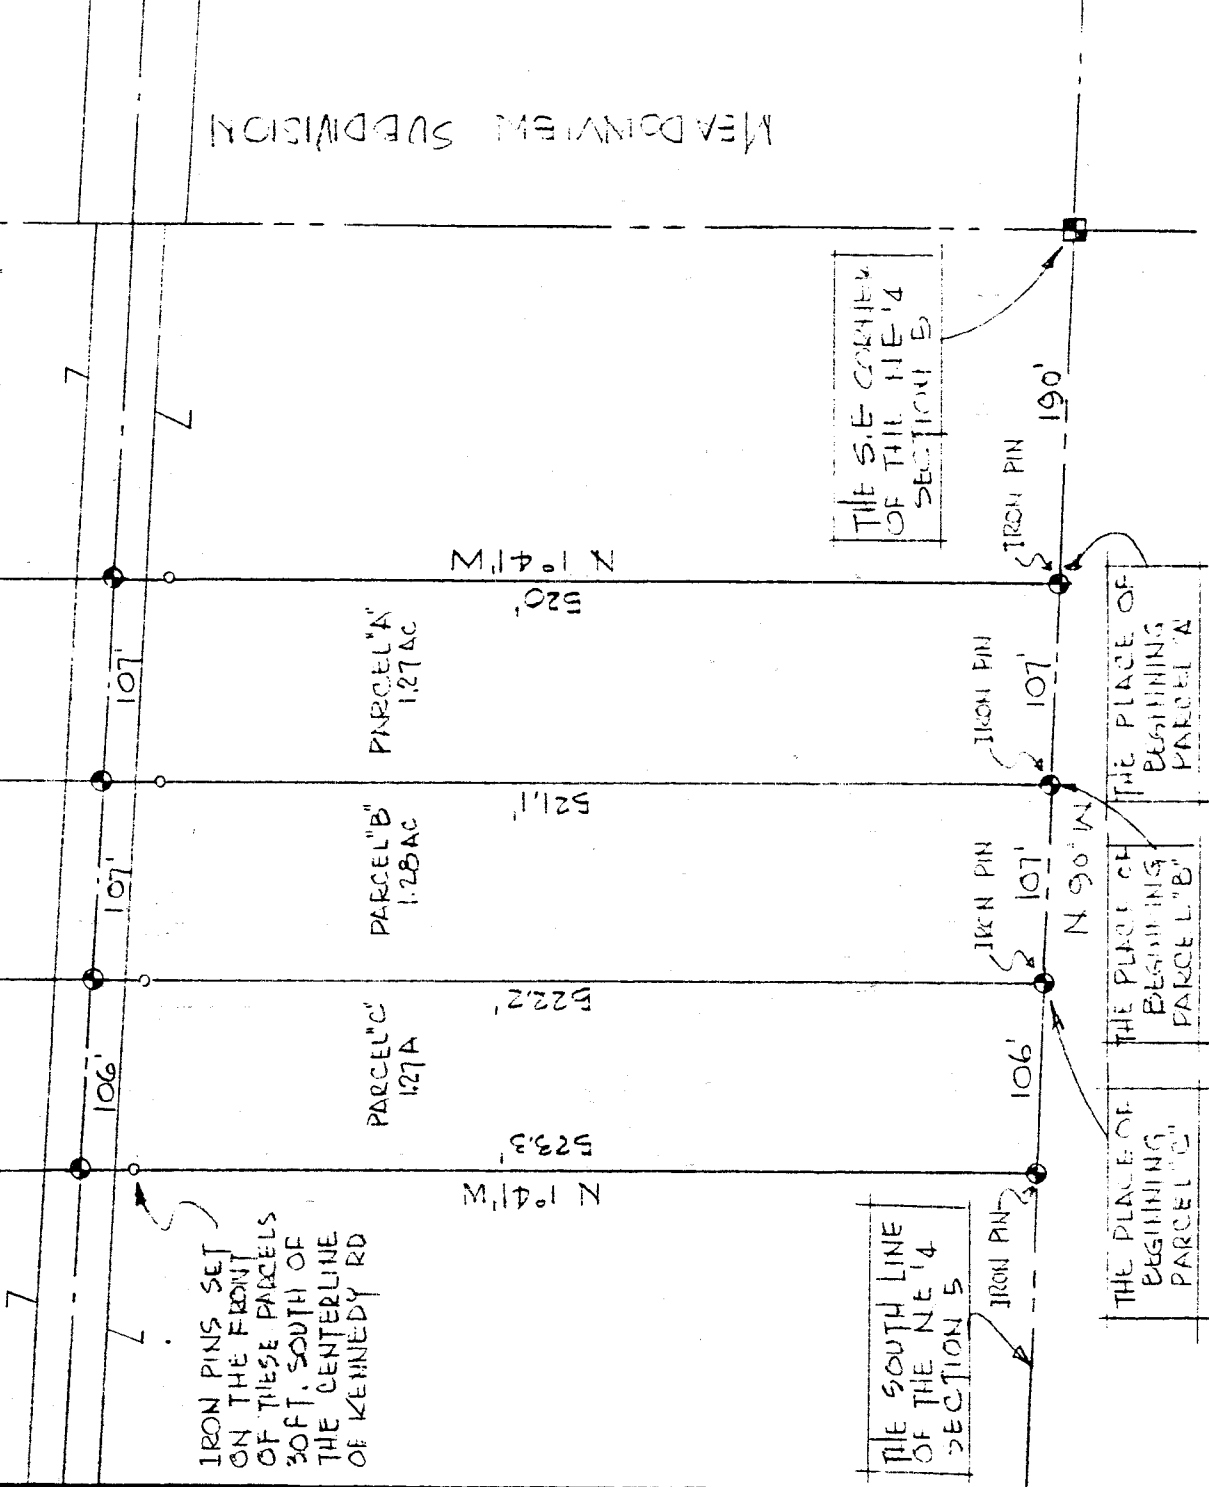 MEADOWVIEW SUBDIVISION
THE S.E CORNER
OF THE NE 1/4
SECTION 5
190'
IRON PIN
N 1°41'W
520'
107'
PARCEL "A"
1.27 AC
IRON PIN
107'
THE PLACE OF
BEGINNING
PARCEL "A"
521.1'
107'
PARCEL "B"
1.28 AC
IRON PIN
107'
N 90° W
THE PLACE OF
BEGINNING
PARCEL "B"
522.2'
106'
PARCEL "C"
1.27 A
106'
THE PLACE OF
BEGINNING
PARCEL "C"
523.3'
N 1°41'W
IRON PIN
IRON PINS SET
ON THE FRONT
OF THESE PARCELS
30FT. SOUTH OF
THE CENTERLINE
OF KENNEDY RD
THE SOUTH LINE
OF THE NE 1/4
SECTION 5